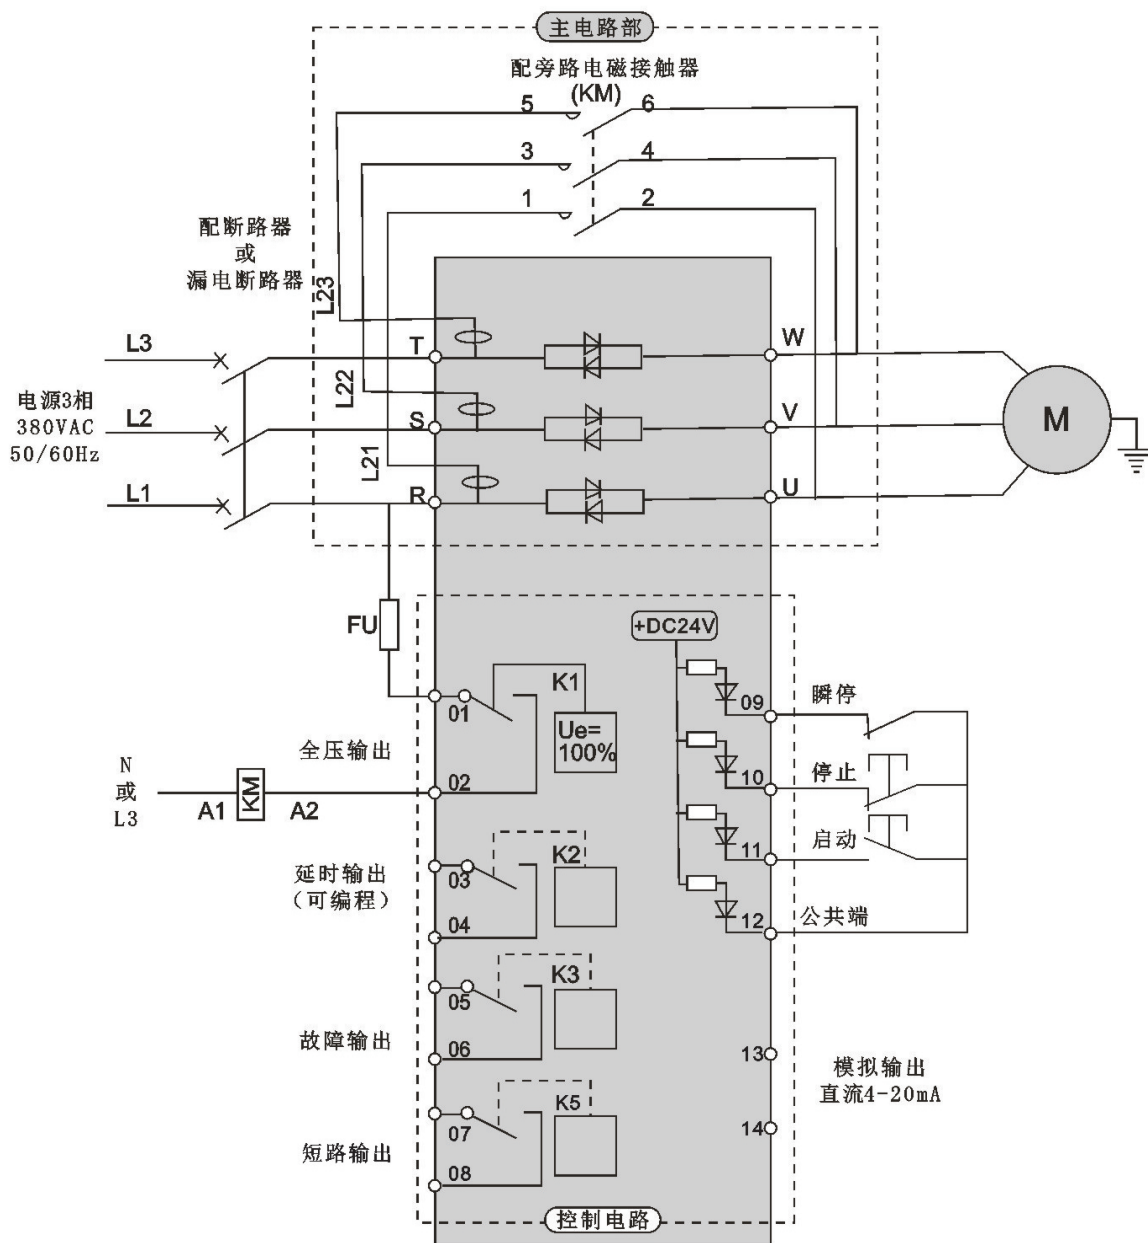 主电路部
配旁路电磁接触器
(KM)
5
6
3
4
1
2
配断路器
或
漏电断路器
L23
L22
L21
L3
L2
L1
电源3相
380VAC
50/60Hz
T
S
R
W
V
U
M
FU
+DC24V
K1
Ue=
100%
01
02
全压输出
N
或
L3
A1
KM
A2
09
瞬停
10
停止
11
启动
12
公共端
延时输出
（可编程）
K2
03
04
K3
05
06
故障输出
K5
07
08
短路输出
13
14
模拟输出
直流4-20mA
控制电路